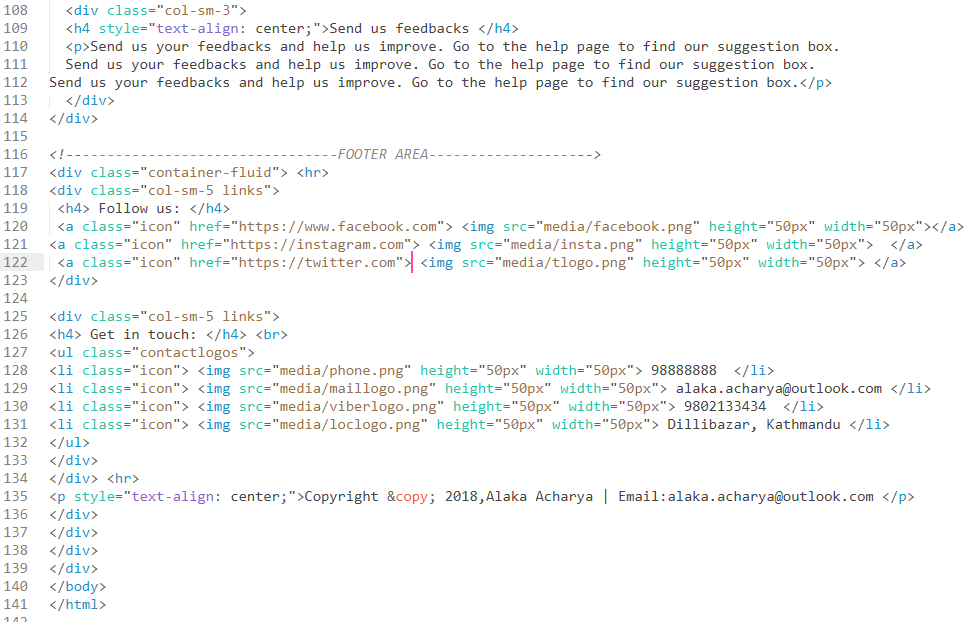 108 <div class="col-sm-3">
109 <h4 style="text-align: center;">Send us feedbacks </h4>
110 <p>Send us your feedbacks and help us improve. Go to the help page to find our suggestion box.
111 Send us your feedbacks and help us improve. Go to the help page to find our suggestion box.
112 Send us your feedbacks and help us improve. Go to the help page to find our suggestion box.</p>
113 </div>
114 </div>
115
116 <!---------------------------------FOOTER AREA-------------------->
117 <div class="container-fluid"> <hr>
118 <div class="col-sm-5 links">
119 <h4> Follow us: </h4>
120 <a class="icon" href="https://www.facebook.com"> <img src="media/facebook.png" height="50px" width="50px"></a>
121 <a class="icon" href="https://instagram.com"> <img src="media/insta.png" height="50px" width="50px">  </a>
122 <a class="icon" href="https://twitter.com"> <img src="media/tlogo.png" height="50px" width="50px"> </a>
123 </div>
124
125 <div class="col-sm-5 links">
126 <h4> Get in touch: </h4> <br>
127 <ul class="contactlogos">
128 <li class="icon"> <img src="media/phone.png" height="50px" width="50px"> 98888888  </li>
129 <li class="icon"> <img src="media/maillogo.png" height="50px" width="50px"> alaka.acharya@outlook.com </li>
130 <li class="icon"> <img src="media/viberlogo.png" height="50px" width="50px"> 9802133434  </li>
131 <li class="icon"> <img src="media/loclogo.png" height="50px" width="50px"> Dillibazar, Kathmandu </li>
132 </ul>
133 </div>
134 </div> <hr>
135 <p style="text-align: center;">Copyright &copy; 2018,Alaka Acharya | Email:alaka.acharya@outlook.com </p>
136 </div>
137 </div>
138 </div>
139 </div>
140 </body>
141 </html>
142